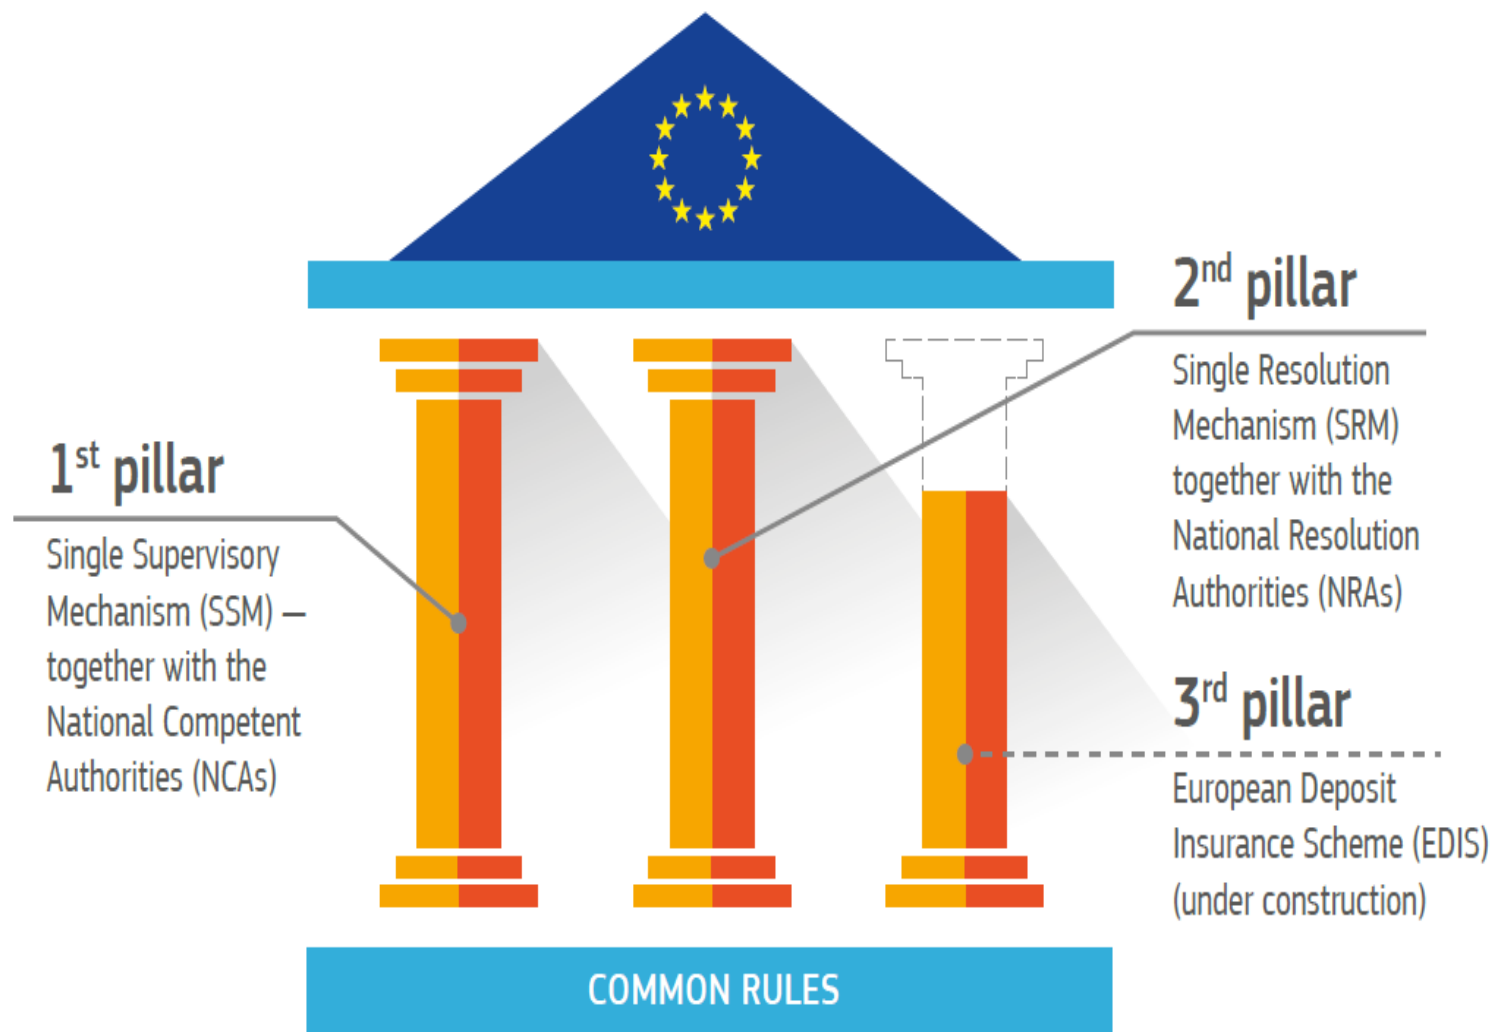 1st pillar
Single Supervisory
Mechanism (SSM) —
together with the
National Competent
Authorities (NCAs)
2nd pillar
Single Resolution
Mechanism (SRM)
together with the
National Resolution
Authorities (NRAs)
3rd pillar
European Deposit
Insurance Scheme (EDIS)
(under construction)
COMMON RULES